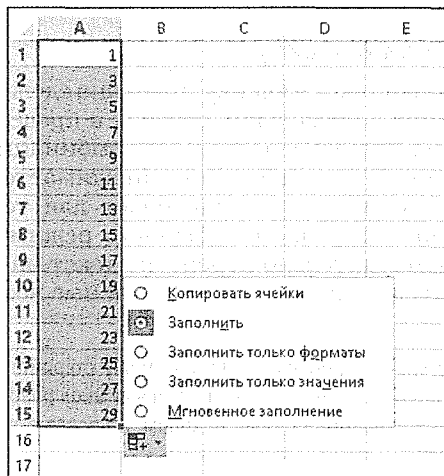 A B C D E
1 1
2 3
3 5
4 7
5 9
6 11
7 13
8 15
9 17
10 19
11 21
12 23
13 25
14 27
15 29
16
17
Копировать ячейки
Заполнить
Заполнить только форматы
Заполнить только значения
Мгновенное заполнение